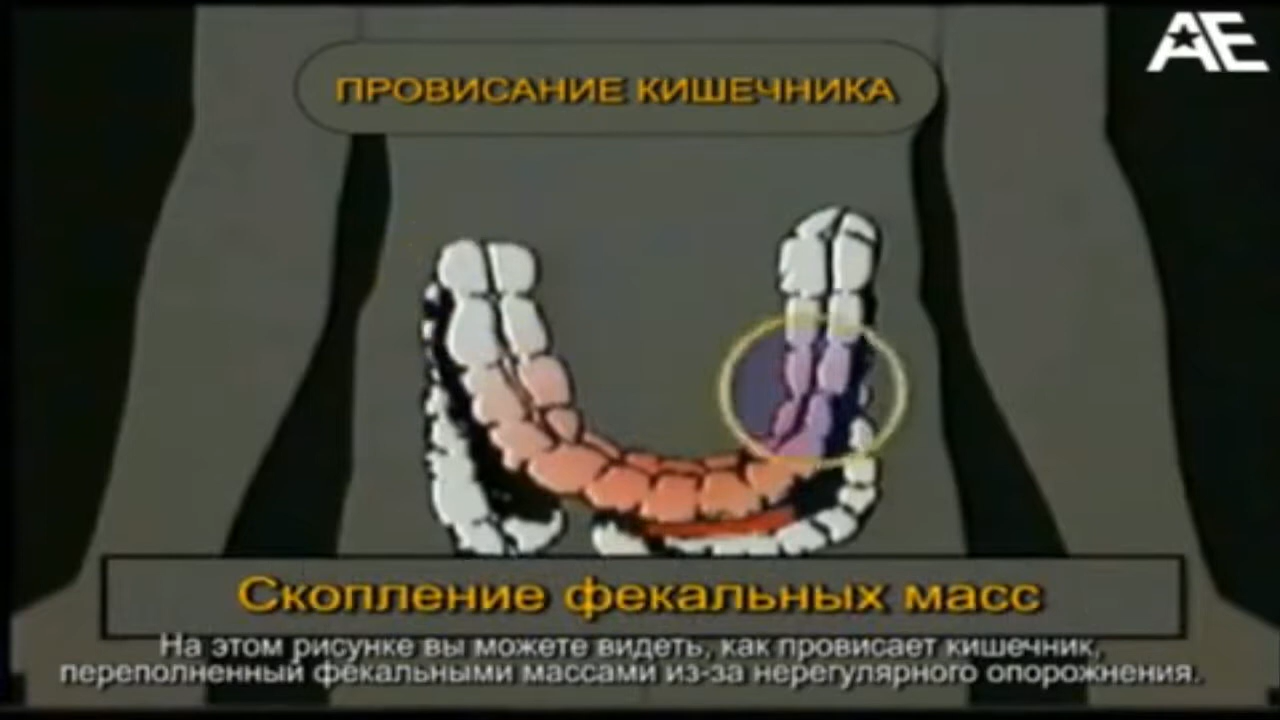 AE
ПРОВИСАНИЕ КИШЕЧНИКА
Скопление фекальных масс
На этом рисунке вы можете видеть, как провисает кишечник,
переполненный фекальными массами из-за нерегулярного опорожнения.